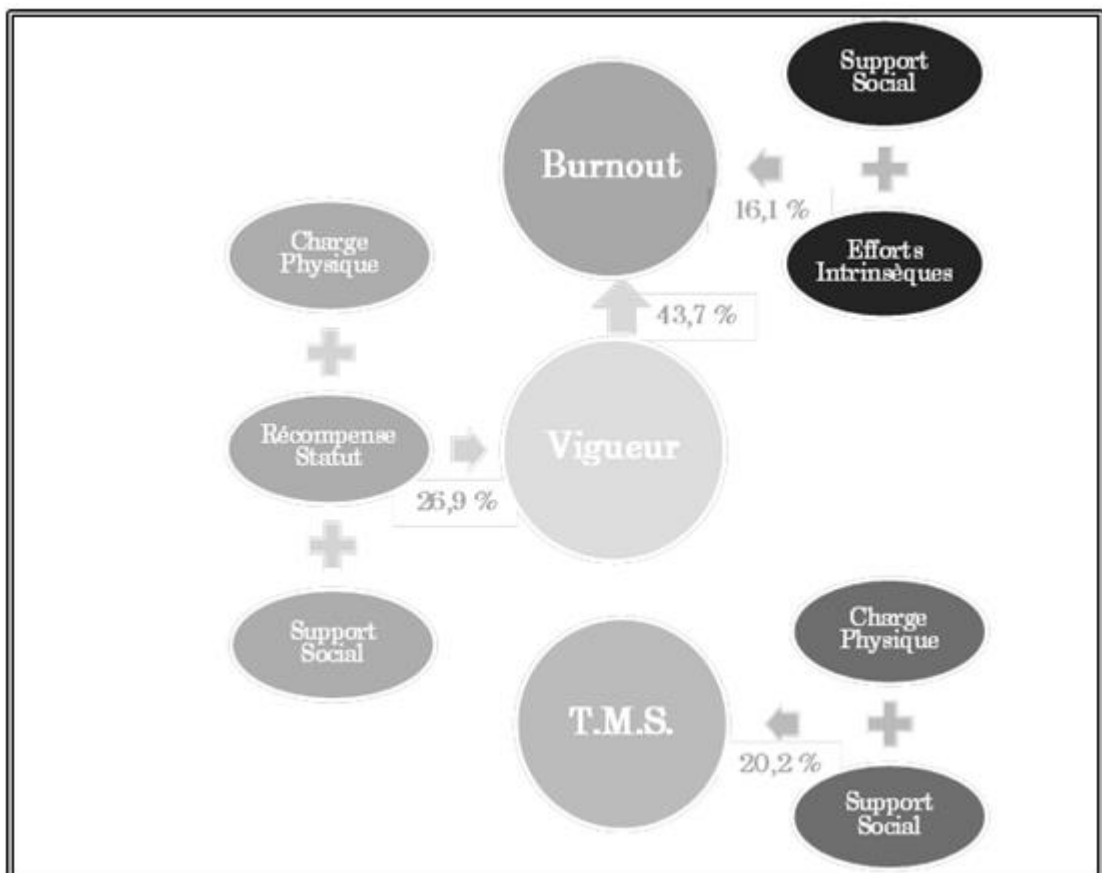 Support
Social
Burnout
16,1 %
Efforts
Intrinsèques
Charge
Physique
43,7 %
Récompense
Statut
Vigueur
26,9 %
Support
Social
Charge
Physique
T.M.S.
20,2 %
Support
Social